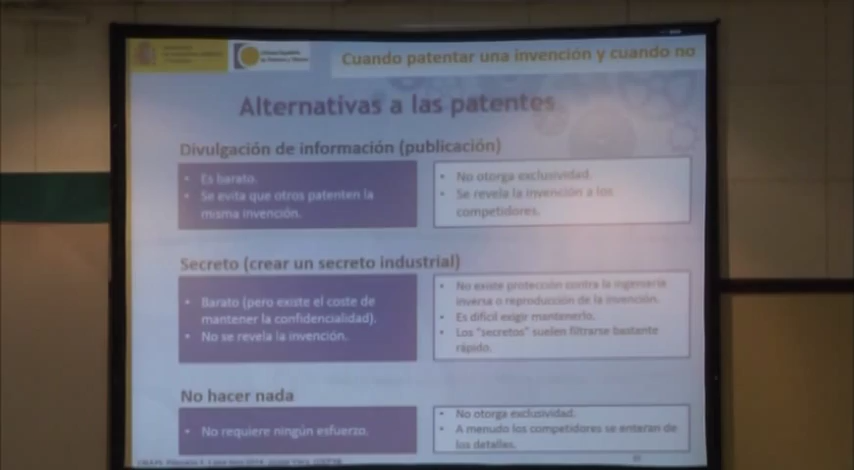 Cuando patentar una invención y cuando no
Alternativas a las patentes
Divulgación de información (publicación)
• Es barato.
• Se evita que otros patenten la
misma invención.
• No otorga exclusividad.
• Se revela la invención a los
competidores.
Secreto (crear un secreto industrial)
• Barato (pero existe el coste de
mantener la confidencialidad).
• No se revela la invención.
• No existe protección contra la ingeniería
inversa o reproducción de la invención.
• Es difícil exigir mantenerlo.
• Los "secretos" suelen filtrarse bastante
rápido.
No hacer nada
• No requiere ningún esfuerzo.
• No otorga exclusividad.
• A menudo los competidores se enteran de
los detalles.